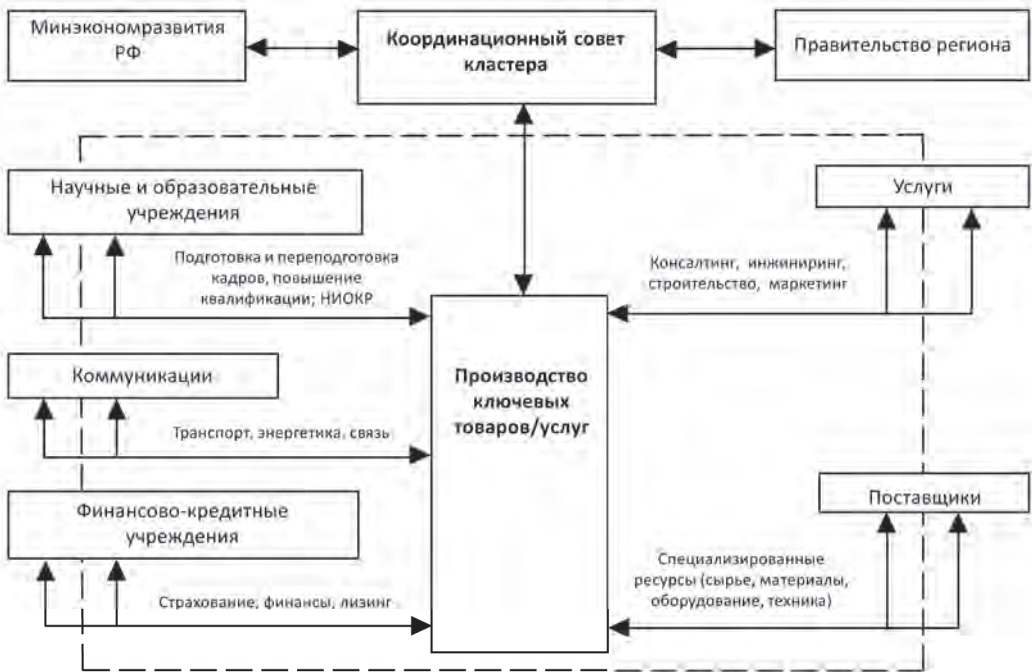 Минэкономразвития
РФ
Координационный совет
кластера
Правительство региона
Научные и образовательные
учреждения
Услуги
Подготовка и переподготовка
кадров, повышение
квалификации; НИОКР
Консалтинг, инжиниринг,
строительство, маркетинг
Коммуникации
Производство
ключевых
товаров/услуг
Транспорт, энергетика, связь
Финансово-кредитные
учреждения
Поставщики
Страхование, финансы, лизинг
Специализированные
ресурсы (сырье, материалы,
оборудование, техника)